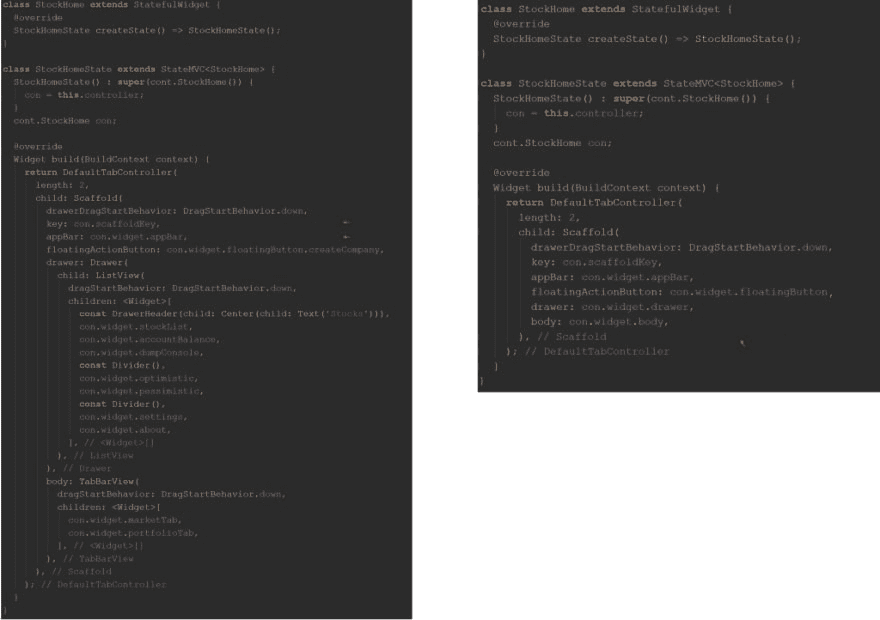 class StockHome extends StatefulWidget {
@override
StockHomeState createState() => StockHomeState();
}
class StockHomeState extends StateMVC<StockHome> {
StockHomeState() : super(cont.StockHome()) {
con = this.controller;
}
cont.StockHome con;
@override
Widget build(BuildContext context) {
return DefaultTabController(
length: 2,
child: Scaffold(
drawerDragStartBehavior: DragStartBehavior.down,
key: con.scaffoldKey,
appBar: con.widget.appBar,
floatingActionButton: con.widget.floatingButton.createCompany,
drawer: Drawer(
child: ListView(
dragStartBehavior: DragStartBehavior.down,
children: <Widget>[
const DrawerHeader(child: Center(child: Text('Stocks'))),
con.widget.stockList,
con.widget.accountBalance,
con.widget.dumpConsole,
const Divider(),
con.widget.optimistic,
con.widget.pessimistic,
const Divider(),
con.widget.settings,
con.widget.about,
], // <Widget>[]
), // ListView
), // Drawer
body: TabBarView(
dragStartBehavior: DragStartBehavior.down,
children: <Widget>[
con.widget.marketTab,
con.widget.portfolioTab,
], // <Widget>[]
), // TabBarView
), // Scaffold
); // DefaultTabController
}
}
class StockHome extends StatefulWidget {
@override
StockHomeState createState() => StockHomeState();
}
class StockHomeState extends StateMVC<StockHome> {
StockHomeState() : super(cont.StockHome()) {
con = this.controller;
}
cont.StockHome con;
@override
Widget build(BuildContext context) {
return DefaultTabController(
length: 2,
child: Scaffold(
drawerDragStartBehavior: DragStartBehavior.down,
key: con.scaffoldKey,
appBar: con.widget.appBar,
floatingActionButton: con.widget.floatingButton,
drawer: con.widget.drawer,
body: con.widget.body,
), // Scaffold
); // DefaultTabController
}
}